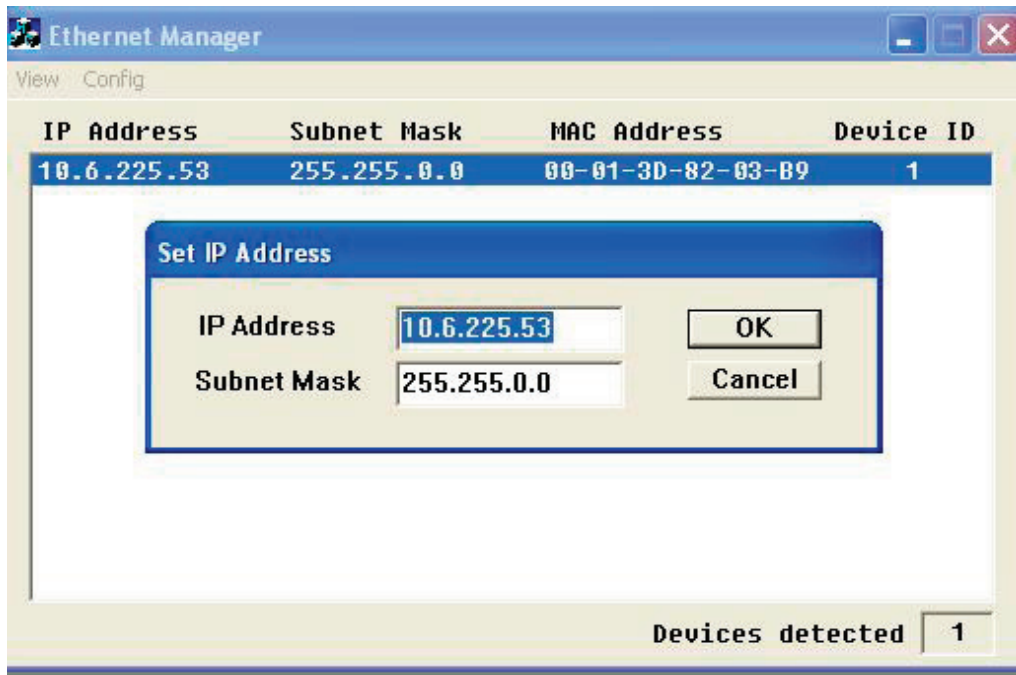 Ethernet Manager
View Config
IP Address Subnet Mask MAC Address Device ID
10.6.225.53 255.255.0.0 00-01-3D-82-03-B9 1
Set IP Address
IP Address 10.6.225.53 OK
Subnet Mask 255.255.0.0 Cancel
Devices detected 1